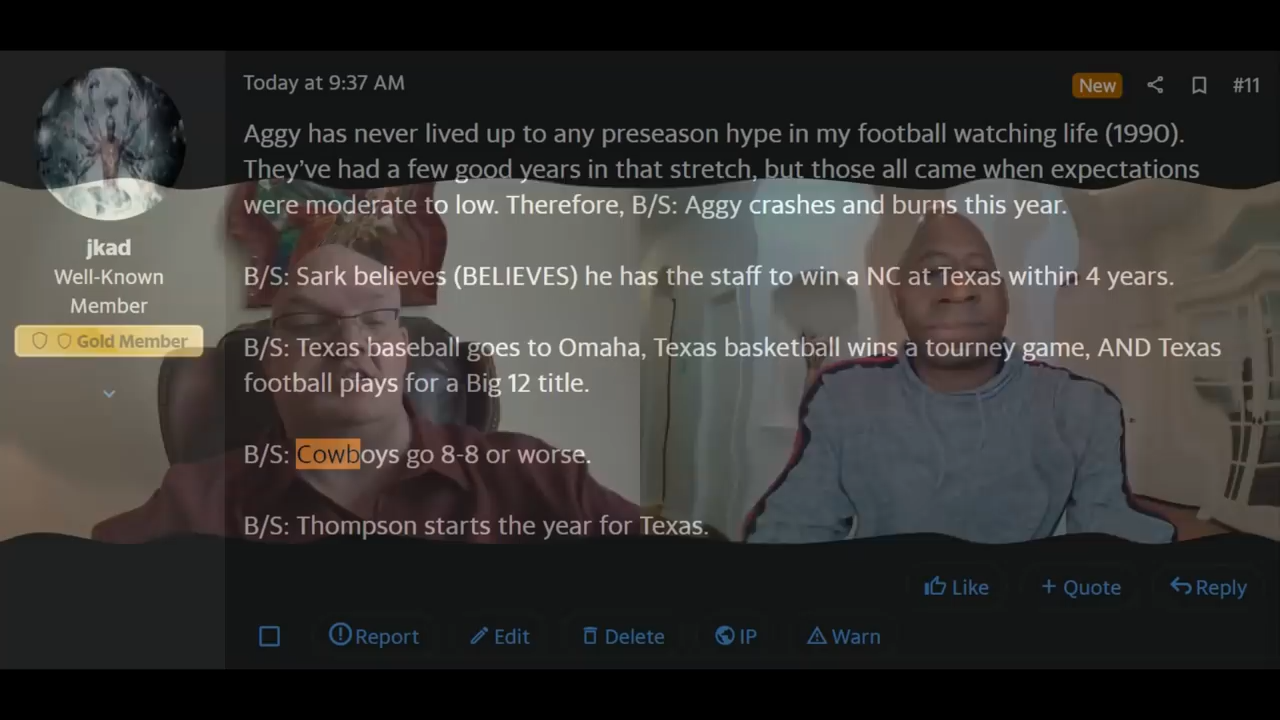 Today at 9:37 AM
New
#11
Aggy has never lived up to any preseason hype in my football watching life (1990).
They’ve had a few good years in that stretch, but those all came when expectations
were moderate to low. Therefore, B/S: Aggy crashes and burns this year.
jkad
Well-Known
Member
Gold Member
B/S: Sark believes (BELIEVES) he has the staff to win a NC at Texas within 4 years.
B/S: Texas baseball goes to Omaha, Texas basketball wins a tourney game, AND Texas
football plays for a Big 12 title.
B/S: Cowboys go 8-8 or worse.
B/S: Thompson starts the year for Texas.
Like
+ Quote
Reply
Report
Edit
Delete
IP
Warn